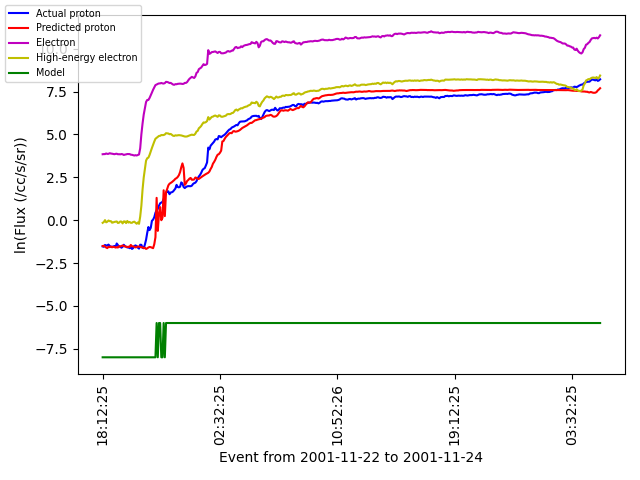 Actual proton
Predicted proton
Electron
High-energy electron
Model
10.0
7.5
5.0
2.5
0.0
−2.5
−5.0
−7.5
ln(Flux (/cc/s/sr))
18:12:25
02:32:25
10:52:26
19:12:25
03:32:25
Event from 2001-11-22 to 2001-11-24